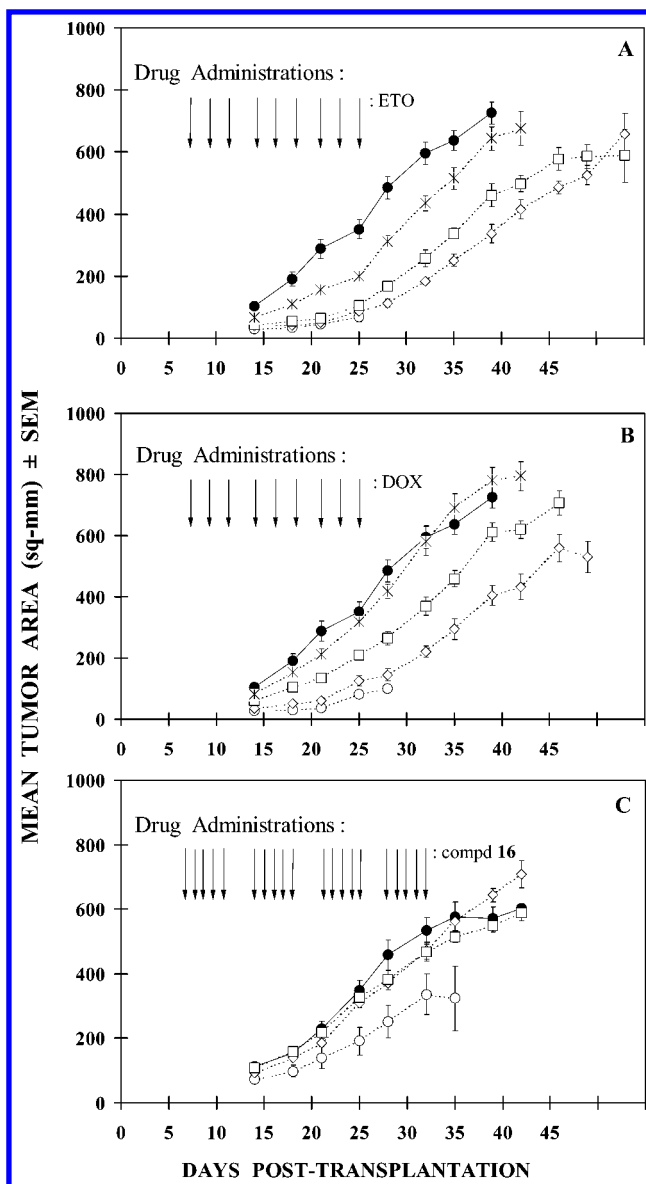 MEAN TUMOR AREA (sq-mm) ± SEM
A
1000
800
600
400
200
0
Drug Administrations :
: ETO
0 5 10 15 20 25 30 35 40 45
B
1000
800
600
400
200
0
Drug Administrations :
: DOX
0 5 10 15 20 25 30 35 40 45
C
1000
800
600
400
200
0
Drug Administrations :
: compd 16
0 5 10 15 20 25 30 35 40 45
DAYS POST-TRANSPLANTATION